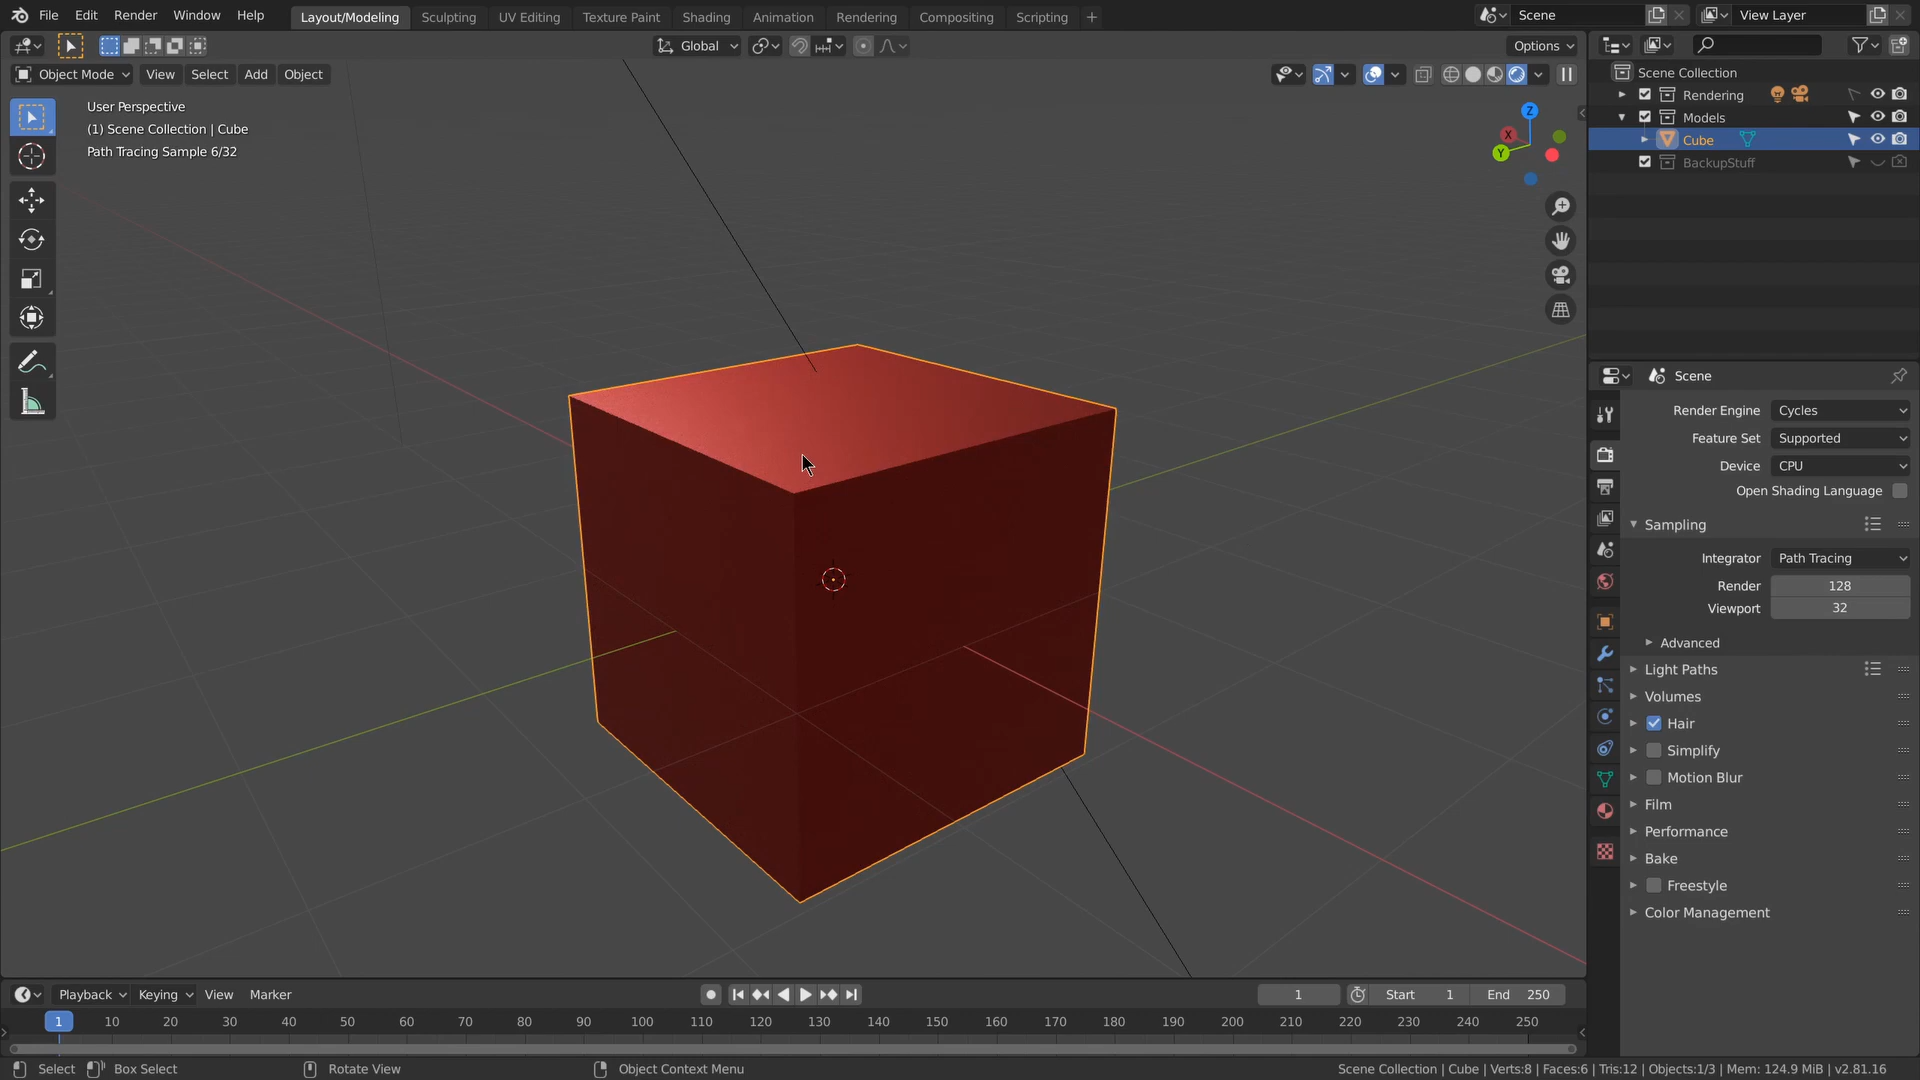 File Edit Render Window Help Layout/Modeling Sculpting UV Editing Texture Paint Shading Animation Rendering Compositing Scripting + Scene View Layer
Global Options
Object Mode View Select Add Object
User Perspective
(1) Scene Collection | Cube
Path Tracing Sample 6/32
Z
X
Y
Scene Collection
Rendering
Models
Cube
BackupStuff
Scene
Render Engine Cycles
Feature Set Supported
Device CPU
Open Shading Language
Sampling
Integrator Path Tracing
Render 128
Viewport 32
Advanced
Light Paths
Volumes
Hair
Simplify
Motion Blur
Film
Performance
Bake
Freestyle
Color Management
Playback Keying View Marker 1 Start 1 End 250
1 10 20 30 40 50 60 70 80 90 100 110 120 130 140 150 160 170 180 190 200 210 220 230 240 250
Select Box Select Rotate View Object Context Menu Scene Collection | Cube | Verts:8 | Faces:6 | Tris:12 | Objects:1/3 | Mem: 124.9 MiB | v2.81.16